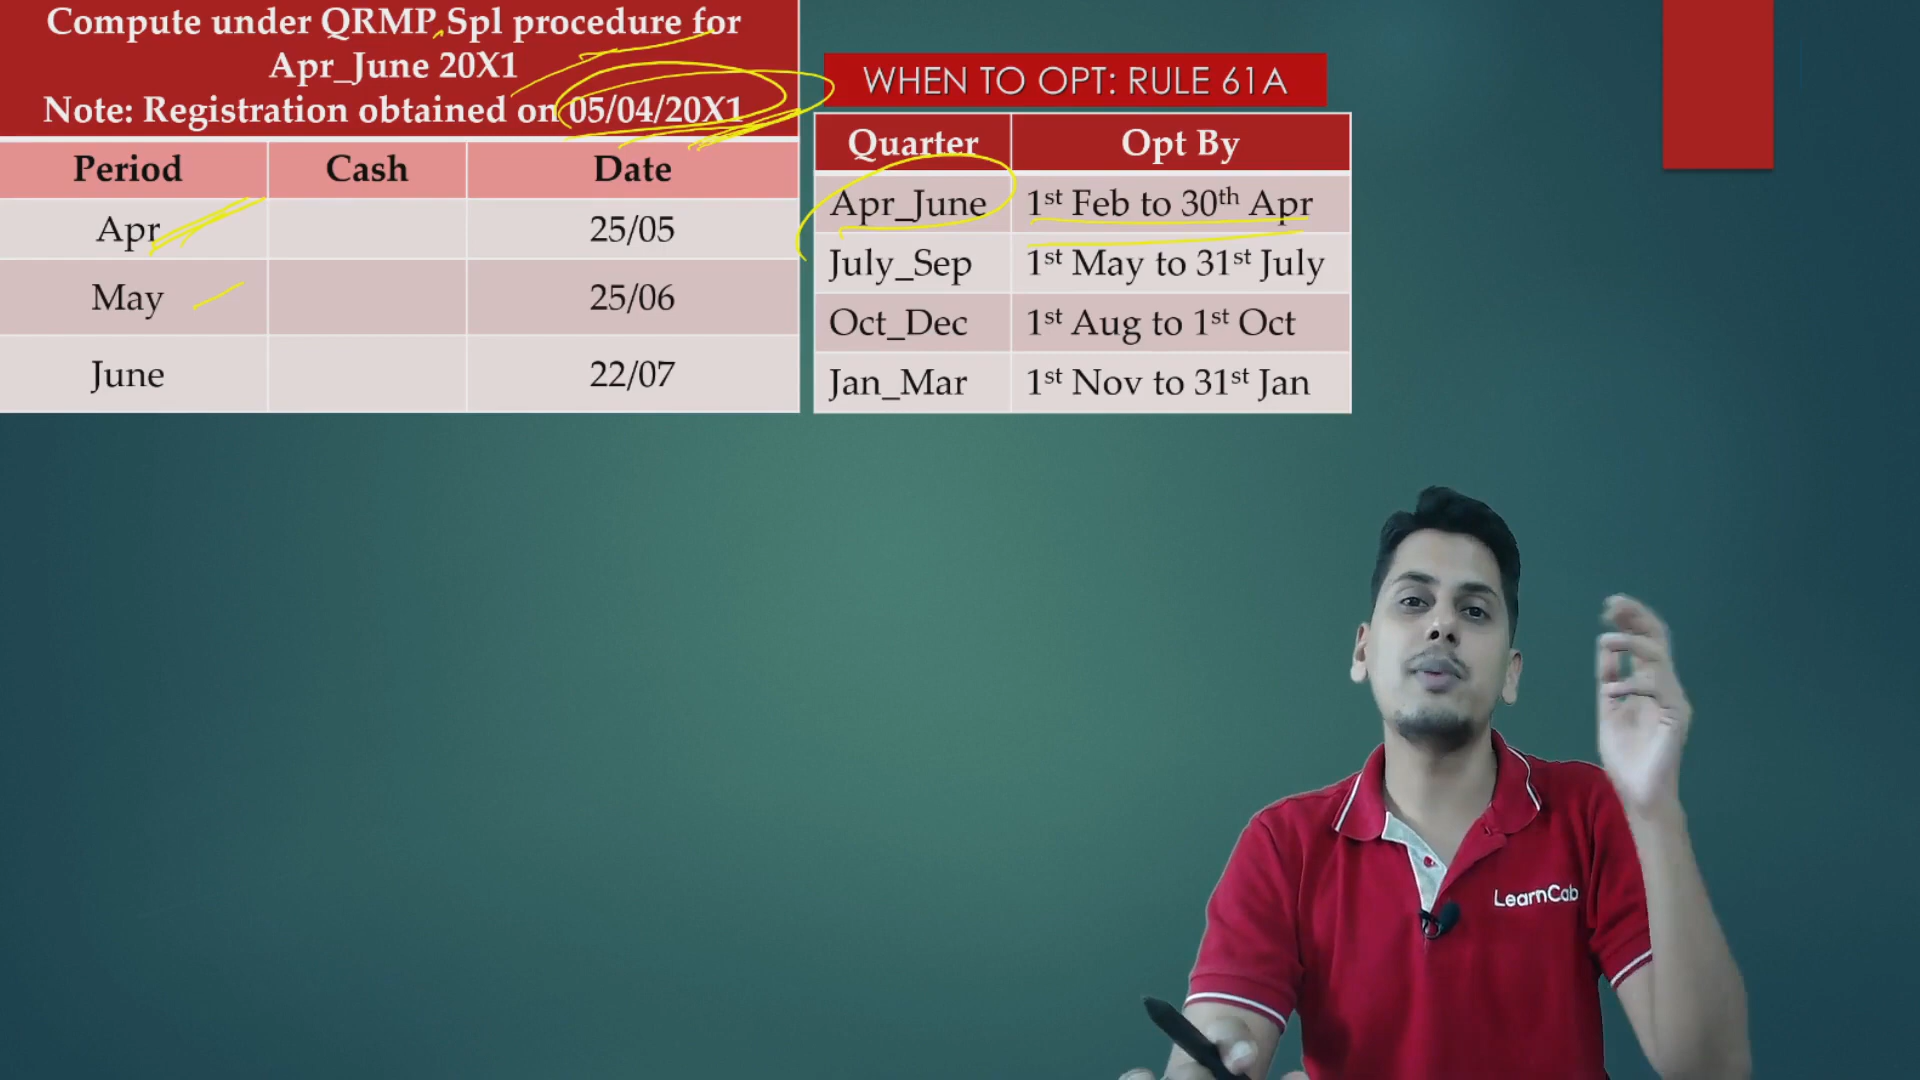 Compute under QRMP, Spl procedure for
Apr_June 20X1
Note: Registration obtained on 05/04/20X1
Period Cash Date
Apr 25/05
May 25/06
June 22/07
WHEN TO OPT: RULE 61A
Quarter Opt By
Apr_June 1st Feb to 30th Apr
July_Sep 1st May to 31st July
Oct_Dec 1st Aug to 1st Oct
Jan_Mar 1st Nov to 31st Jan
LearnCab